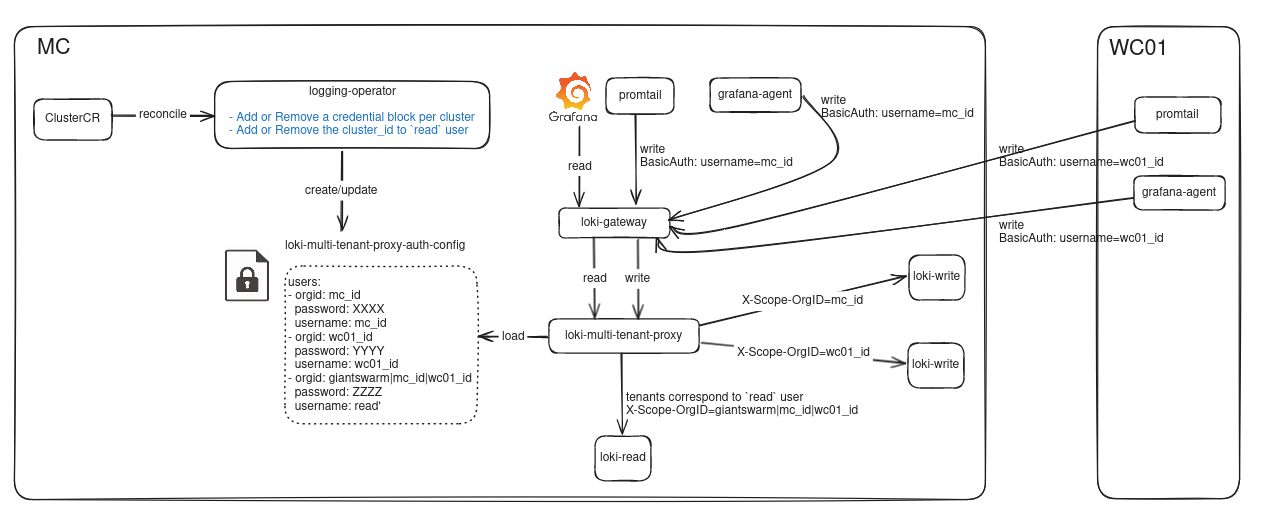 MC
WC01
ClusterCR
reconcile
logging-operator
- Add or Remove a credential block per cluster
- Add or Remove the cluster_id to `read` user
create/update
loki-multi-tenant-proxy-auth-config
users:
- orgid: mc_id
password: XXXX
username: mc_id
- orgid: wc01_id
password: YYYY
username: wc01_id
- orgid: giantswarm|mc_id|wc01_id
password: ZZZZ
username: read'
load
Grafana
read
promtail
write
BasicAuth: username=mc_id
grafana-agent
write
BasicAuth: username=mc_id
promtail
write
BasicAuth: username=wc01_id
grafana-agent
write
BasicAuth: username=wc01_id
loki-gateway
read
write
loki-multi-tenant-proxy
X-Scope-OrgID=mc_id
loki-write
X-Scope-OrgID=wc01_id
loki-write
tenants correspond to `read` user
X-Scope-OrgID=giantswarm|mc_id|wc01_id
loki-read